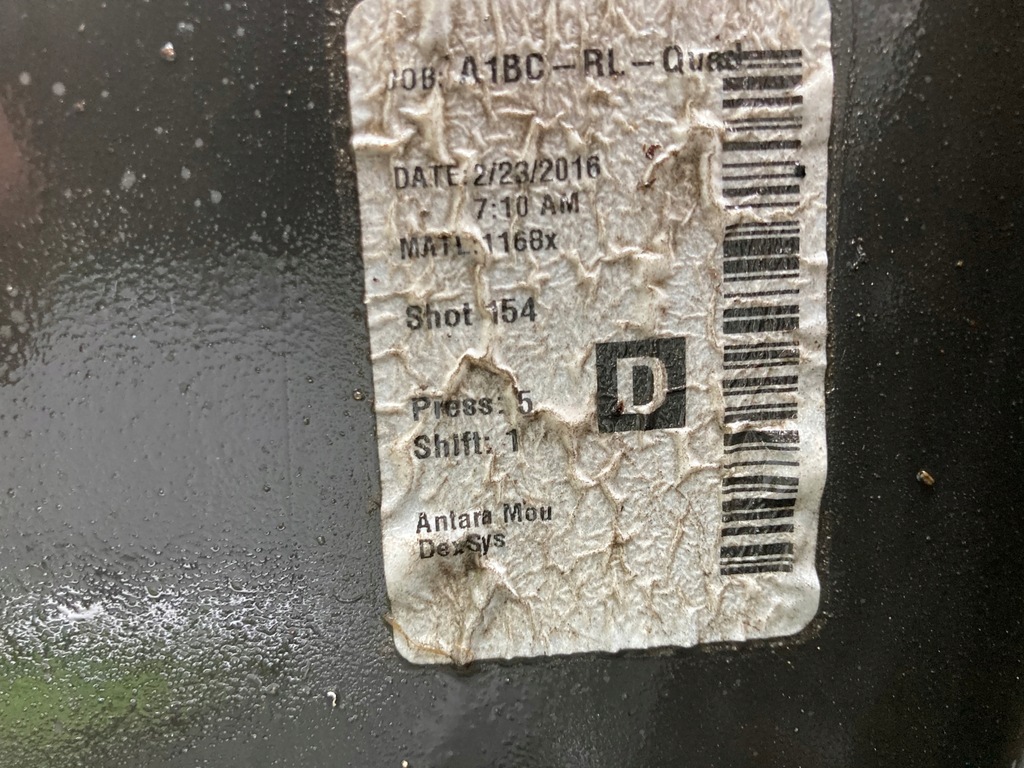 JOB: A1BC-RL-Quad
DATE: 2/23/2016
7:10 AM
MATL: 1168x
Shot 154
D
Press: 5
Shift: 1
Antara Mou
DexSys